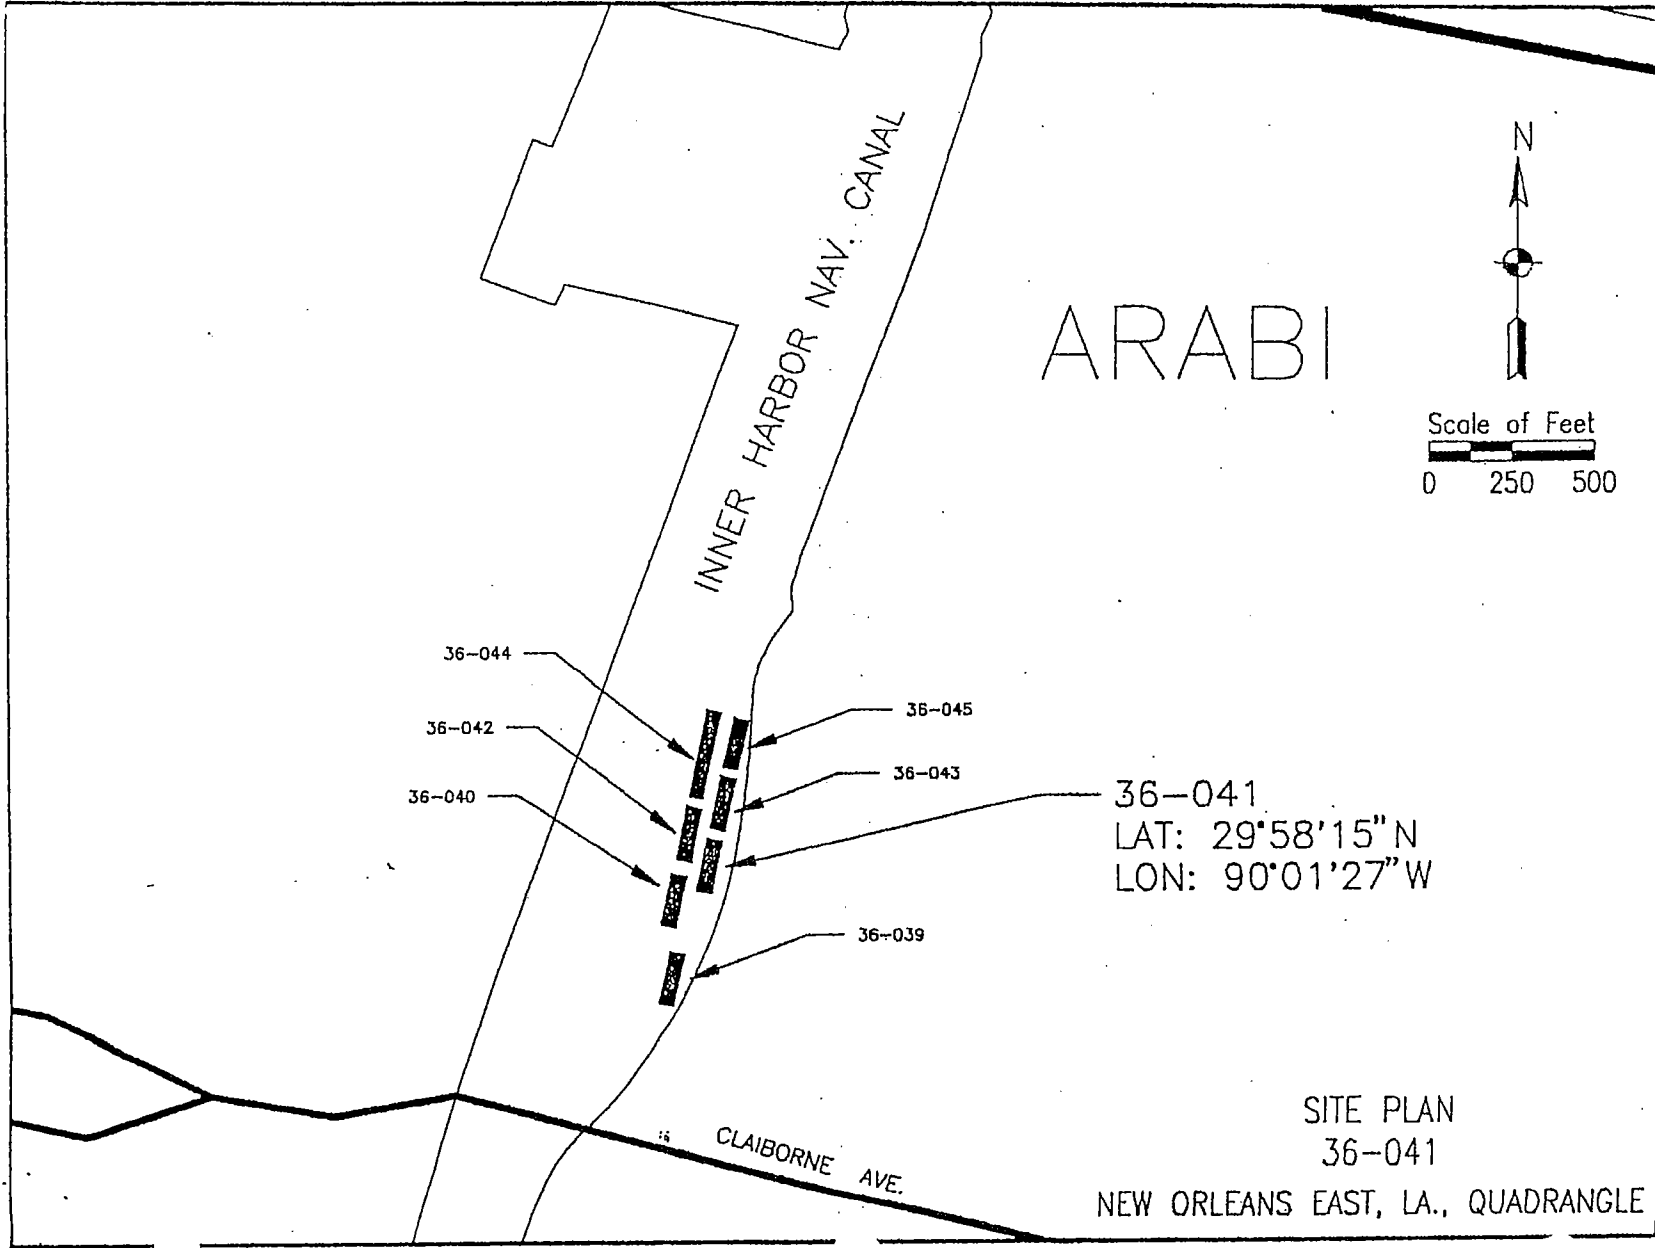 N
INNER HARBOR NAV. CANAL
ARABI
Scale of Feet
0 250 500
36-044
36-045
36-042
36-043
36-040
36-041
LAT: 29°58'15"N
LON: 90°01'27"W
36-039
CLAIBORNE AVE.
SITE PLAN
36-041
NEW ORLEANS EAST, LA., QUADRANGLE